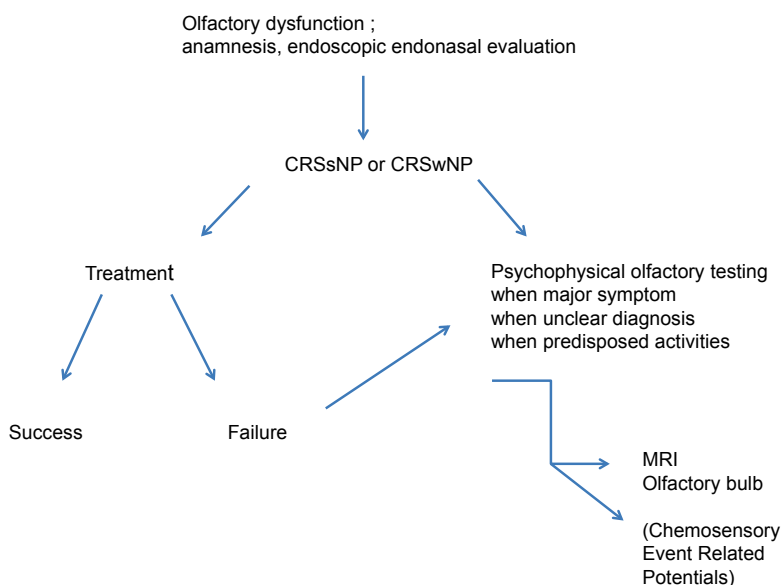 Olfactory dysfunction ;
anamnesis, endoscopic endonasal evaluation
CRSsNP or CRSwNP
Treatment
Psychophysical olfactory testing
when major symptom
when unclear diagnosis
when predisposed activities
Success
Failure
MRI
Olfactory bulb
(Chemosensory
Event Related
Potentials)